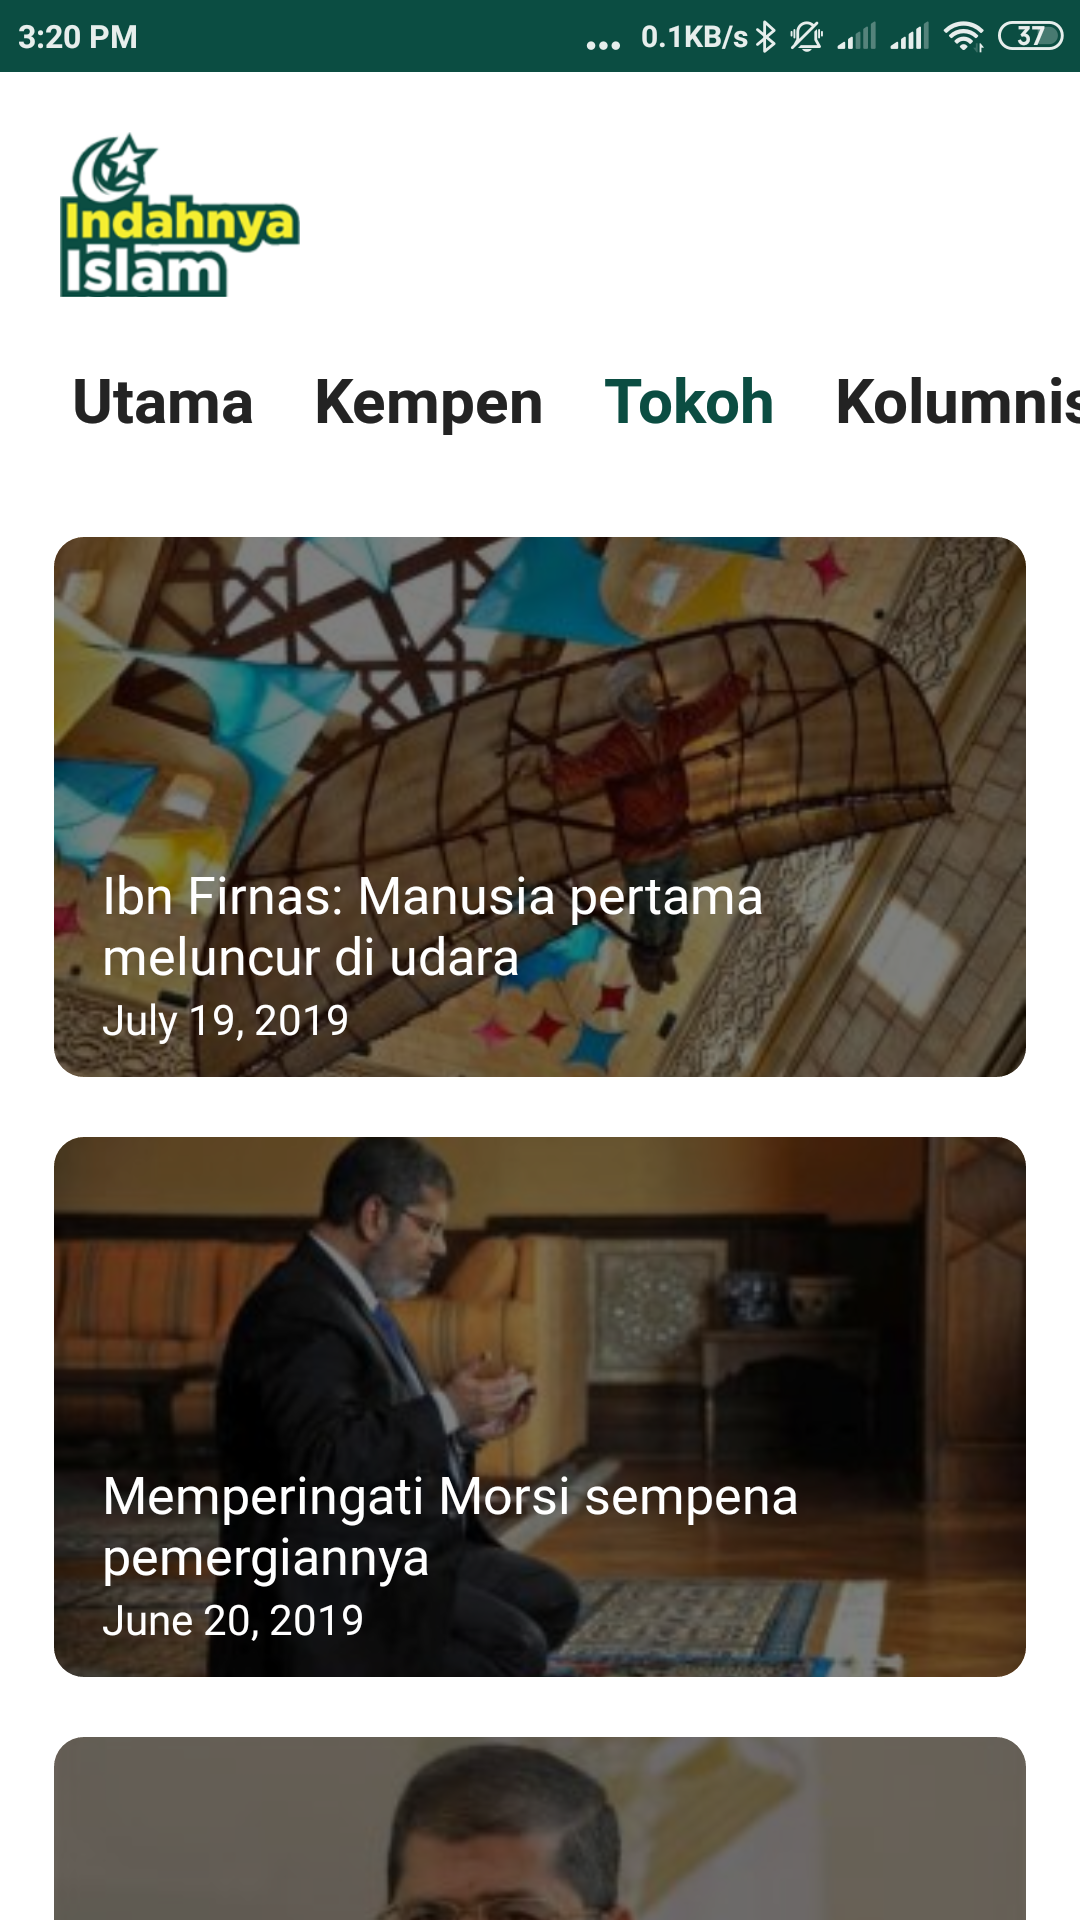 3:20 PM
... 0.1KB/s 37
Indahnya
Islam
Utama Kempen Tokoh Kolumnis
Ibn Firnas: Manusia pertama
meluncur di udara
July 19, 2019
Memperingati Morsi sempena
pemergiannya
June 20, 2019